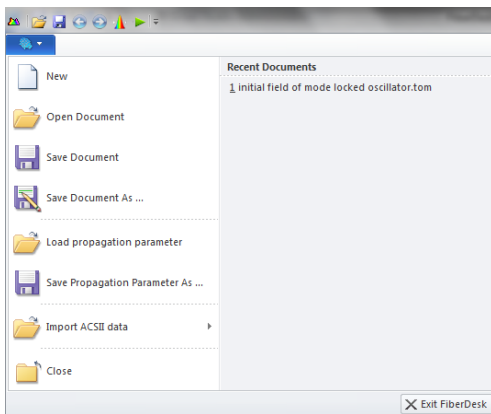 New
Open Document
Save Document
Save Document As ...
Load propagation parameter
Save Propagation Parameter As ...
Import ACSII data
Close
Recent Documents
1 initial field of mode locked oscillator.tom
Exit FiberDesk